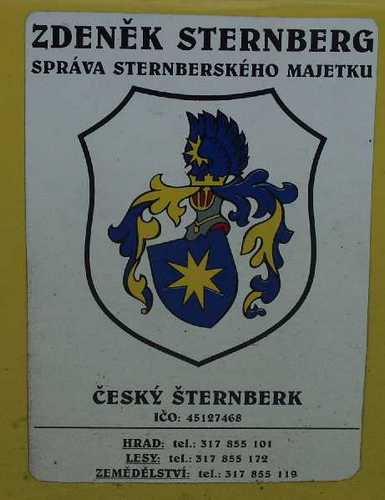 ZDENĚK STERNBERG
SPRÁVA STERNBERSKÉHO MAJETKU
ČESKÝ ŠTERNBERK
IČO: 45127468
HRAD: tel.: 317 855 101
LESY: tel.: 317 855 172
ZEMĚDĚLSTVÍ: tel.: 317 855 119